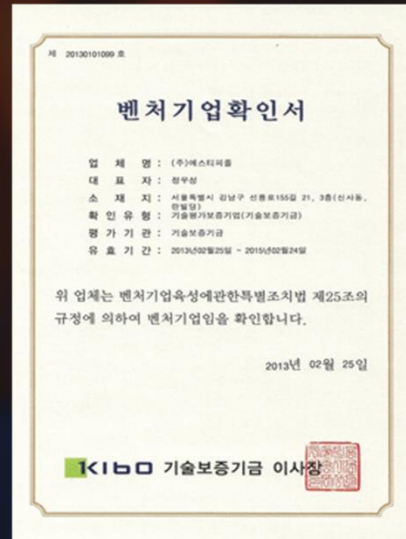 제 20130101099 호
벤처기업확인서
업 체 명 : (주)에스티피플
대 표 자 : 정우성
소 재 지 : 서울특별시 강남구 선릉로155길 21, 3층(신사동,
확 인 유 형 : 기술평가보증기업(기술보증기금)
평 가 기 관 : 기술보증기금
유 효 기 간 : 2013년02월25일 ~ 2015년02월24일
위 업체는 벤처기업육성에관한특별조치법 제25조의
규정에 의하여 벤처기업임을 확인합니다.
2013년 02월 25일
KIBO 기술보증기금 이사장